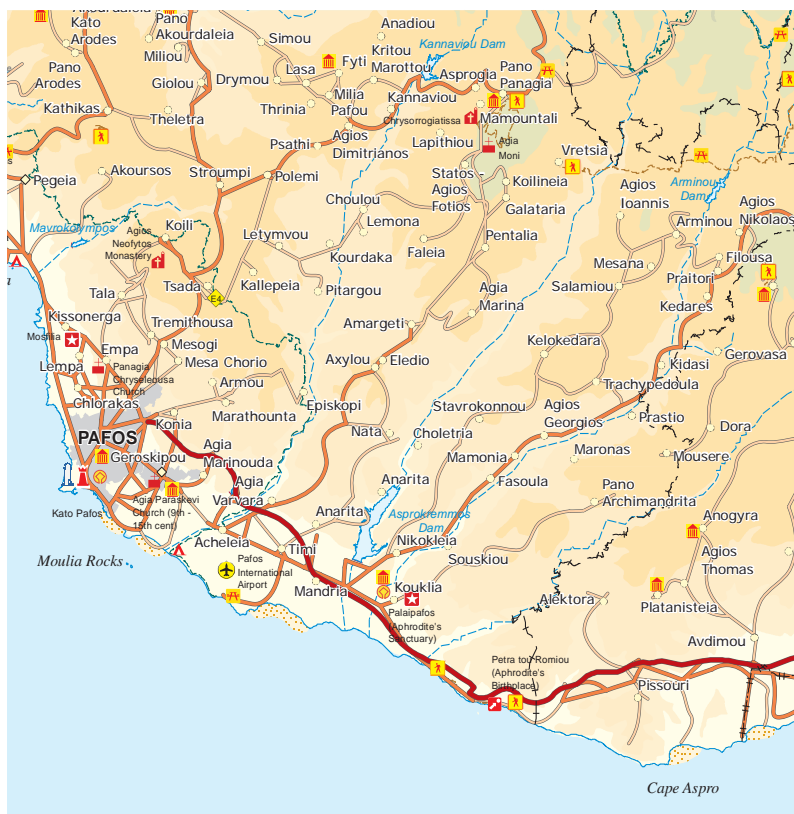 Kato
Arodes
Pano
Akourdaleia
Miliou
Simou
Anadiou
Kritou
Marottou
Kannaviou Dam
Pano
Arodes
Giolou
Drymou
Lasa
Fyti
Asprogia
Pano
Panagia
Kathikas
Theletra
Thrinia
Milia
Pafou
Kannaviou
Chrysorrogiatissa
Mamountali
Psathi
Agios
Dimitrianos
Lapithiou
Agia
Moni
Vretsia
Pegeia
Akoursos
Stroumpi
Polemi
Statos -
Agios
Fotios
Koilineia
Galataria
Agios
Ioannis
Arminou
Dam
Agios
Nikolaos
Arminou
Mavrokolympos
Agios
Neofytos
Monastery
Koili
Letymvou
Choulou
Lemona
Kourdaka
Faleia
Pentalia
Mesana
Filousa
Praitori
Tala
Tsada
E4
Kallepeia
Pitargou
Agia
Marina
Salamiou
Kedares
Kissonerga
Tremithousa
Amargeti
Mosfilia
Empa
Mesogi
Kelokedara
Lempa
Panagia
Chryseleousa
Church
Mesa Chorio
Axylou
Eledio
Kidasi
Gerovasa
Armou
Trachypedoula
Chlorakas
Marathounta
Episkopi
Stavrokonnou
Agios
Georgios
Prastio
Konia
PAFOS
Nata
Choletria
Dora
Agia
Marinouda
Geroskipou
Mamonia
Maronas
Mousere
Agia
Varvara
Anarita
Fasoula
Pano
Archimandrita
Kato Pafos
Agia Paraskevi
Church (9th -
15th cent)
Anarita
Asprokremmos
Dam
Anogyra
Acheleia
Timi
Nikokleia
Souskiou
Agios
Thomas
Moulia Rocks
Pafos
International
Airport
Mandria
Kouklia
Palaipafos
(Aphrodite's
Sanctuary)
Alektora
Platanisteia
Avdimou
Petra tou Romiou
(Aphrodite's
Birthplace)
Pissouri
Cape Aspro